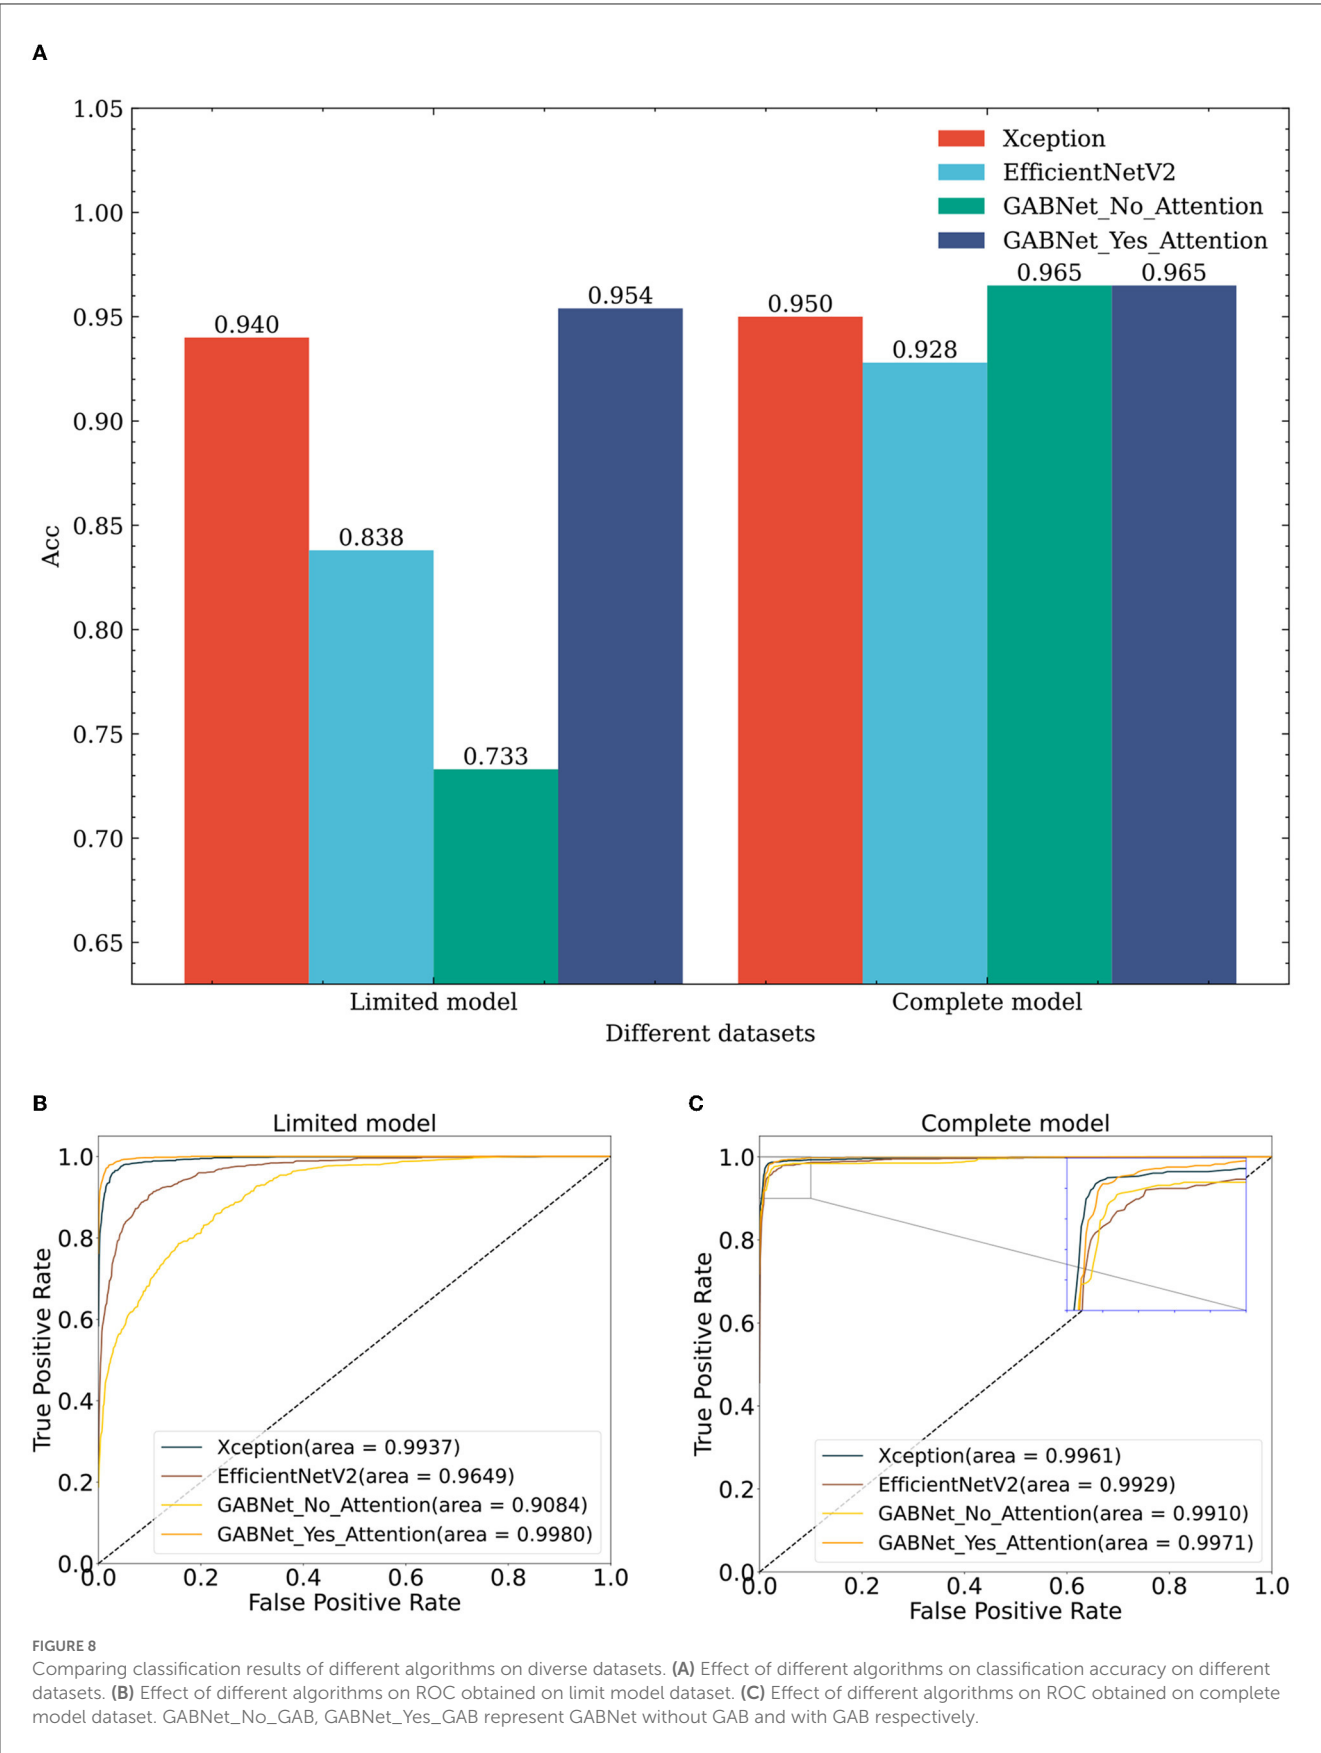 A
1.05
1.00
0.95
0.90
0.85
0.80
0.75
0.70
0.65
Acc
Xception
EfficientNetV2
GABNet_No_Attention
GABNet_Yes_Attention
0.940
0.838
0.733
0.954
0.950
0.928
0.965
0.965
Limited model
Complete model
Different datasets
B
Limited model
1.0
0.8
0.6
0.4
0.2
0.0
True Positive Rate
Xception(area = 0.9937)
EfficientNetV2(area = 0.9649)
GABNet_No_Attention(area = 0.9084)
GABNet_Yes_Attention(area = 0.9980)
0.0 0.2 0.4 0.6 0.8 1.0
False Positive Rate
C
Complete model
1.0
0.8
0.6
0.4
0.2
0.0
True Positive Rate
Xception(area = 0.9961)
EfficientNetV2(area = 0.9929)
GABNet_No_Attention(area = 0.9910)
GABNet_Yes_Attention(area = 0.9971)
0.0 0.2 0.4 0.6 0.8 1.0
False Positive Rate
FIGURE 8
Comparing classification results of different algorithms on diverse datasets. (A) Effect of different algorithms on classification accuracy on different
datasets. (B) Effect of different algorithms on ROC obtained on limit model dataset. (C) Effect of different algorithms on ROC obtained on complete
model dataset. GABNet_No_GAB, GABNet_Yes_GAB represent GABNet without GAB and with GAB respectively.